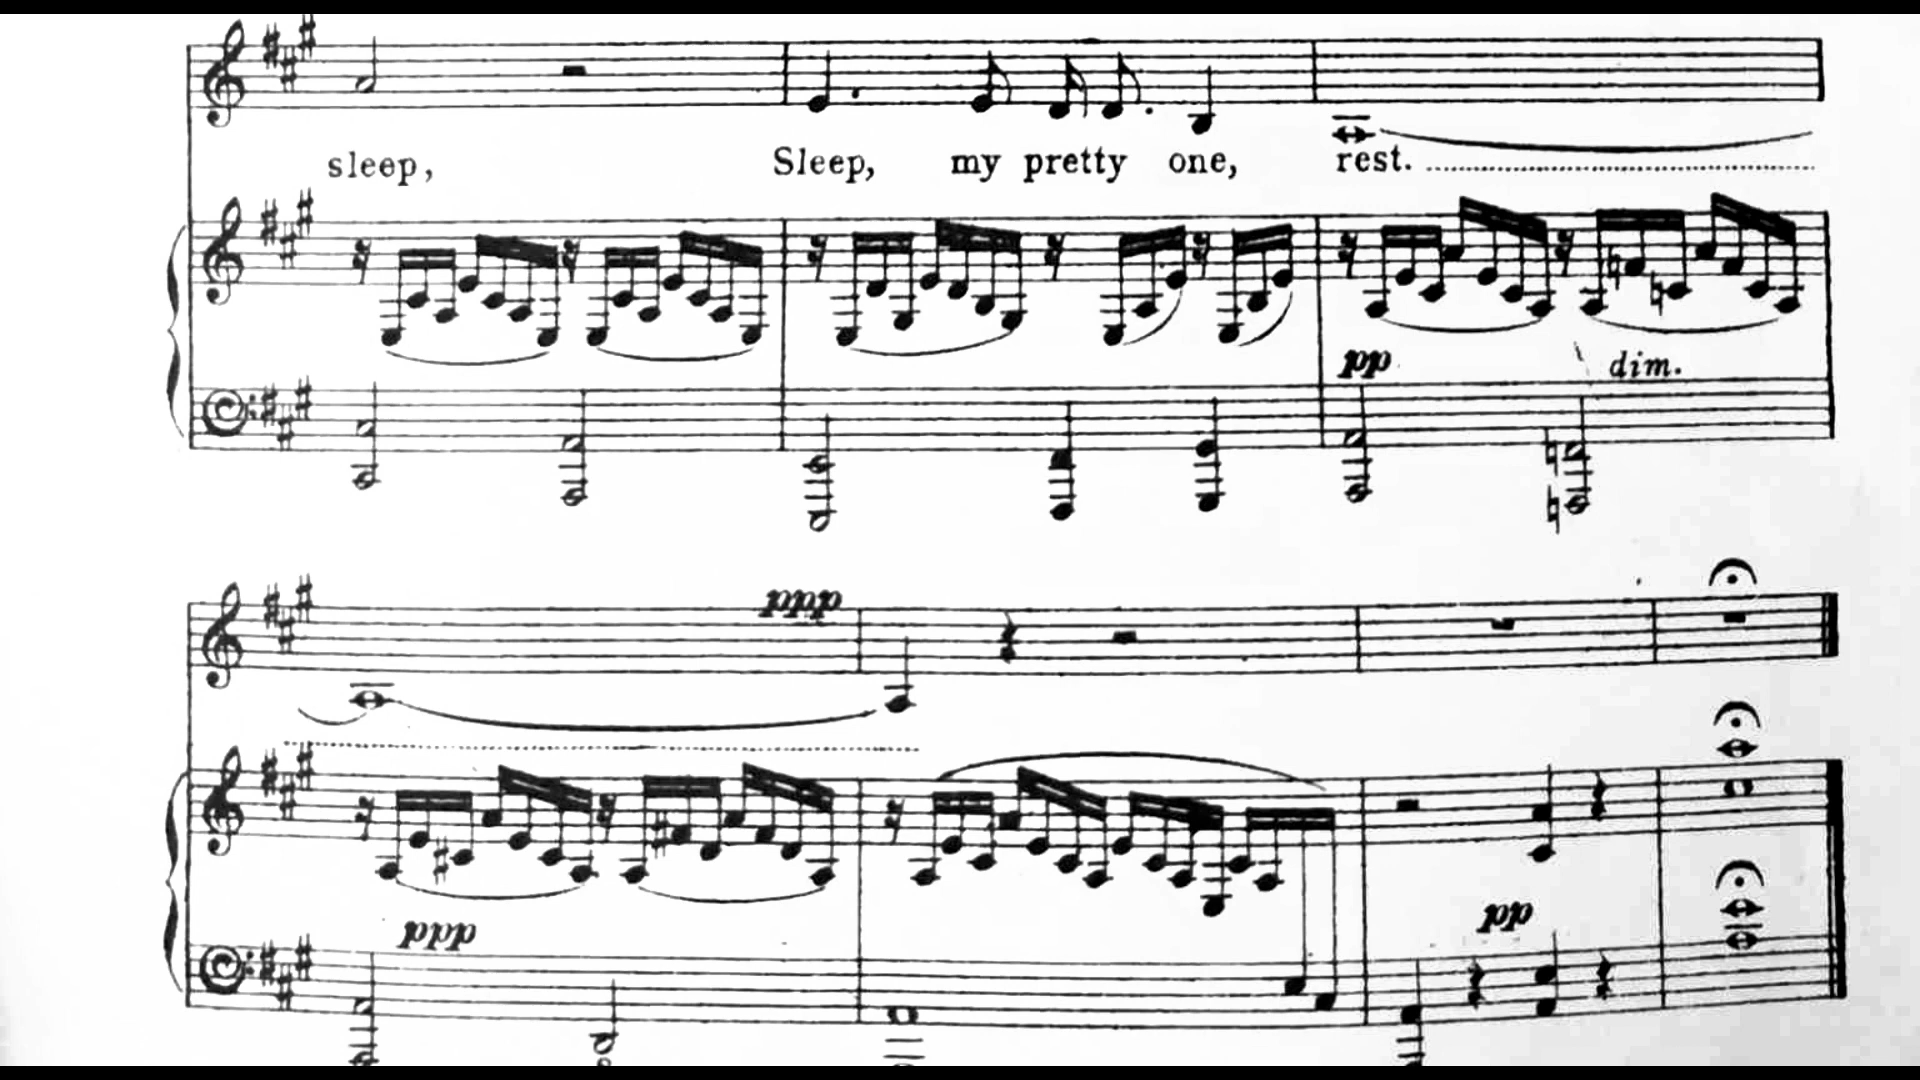 sleep, Sleep, my pretty one, rest.
pp
dim.
ppp
ppp
pp